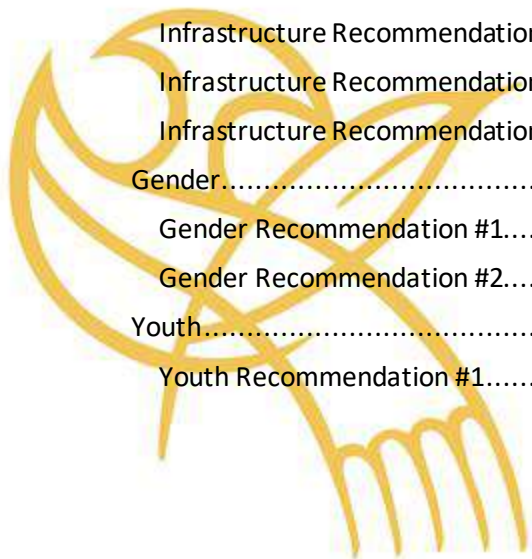 Infrastructure Recommendation
Infrastructure Recommendation
Infrastructure Recommendation
Gender..................................
Gender Recommendation #1....
Gender Recommendation #2....
Youth....................................
Youth Recommendation #1......